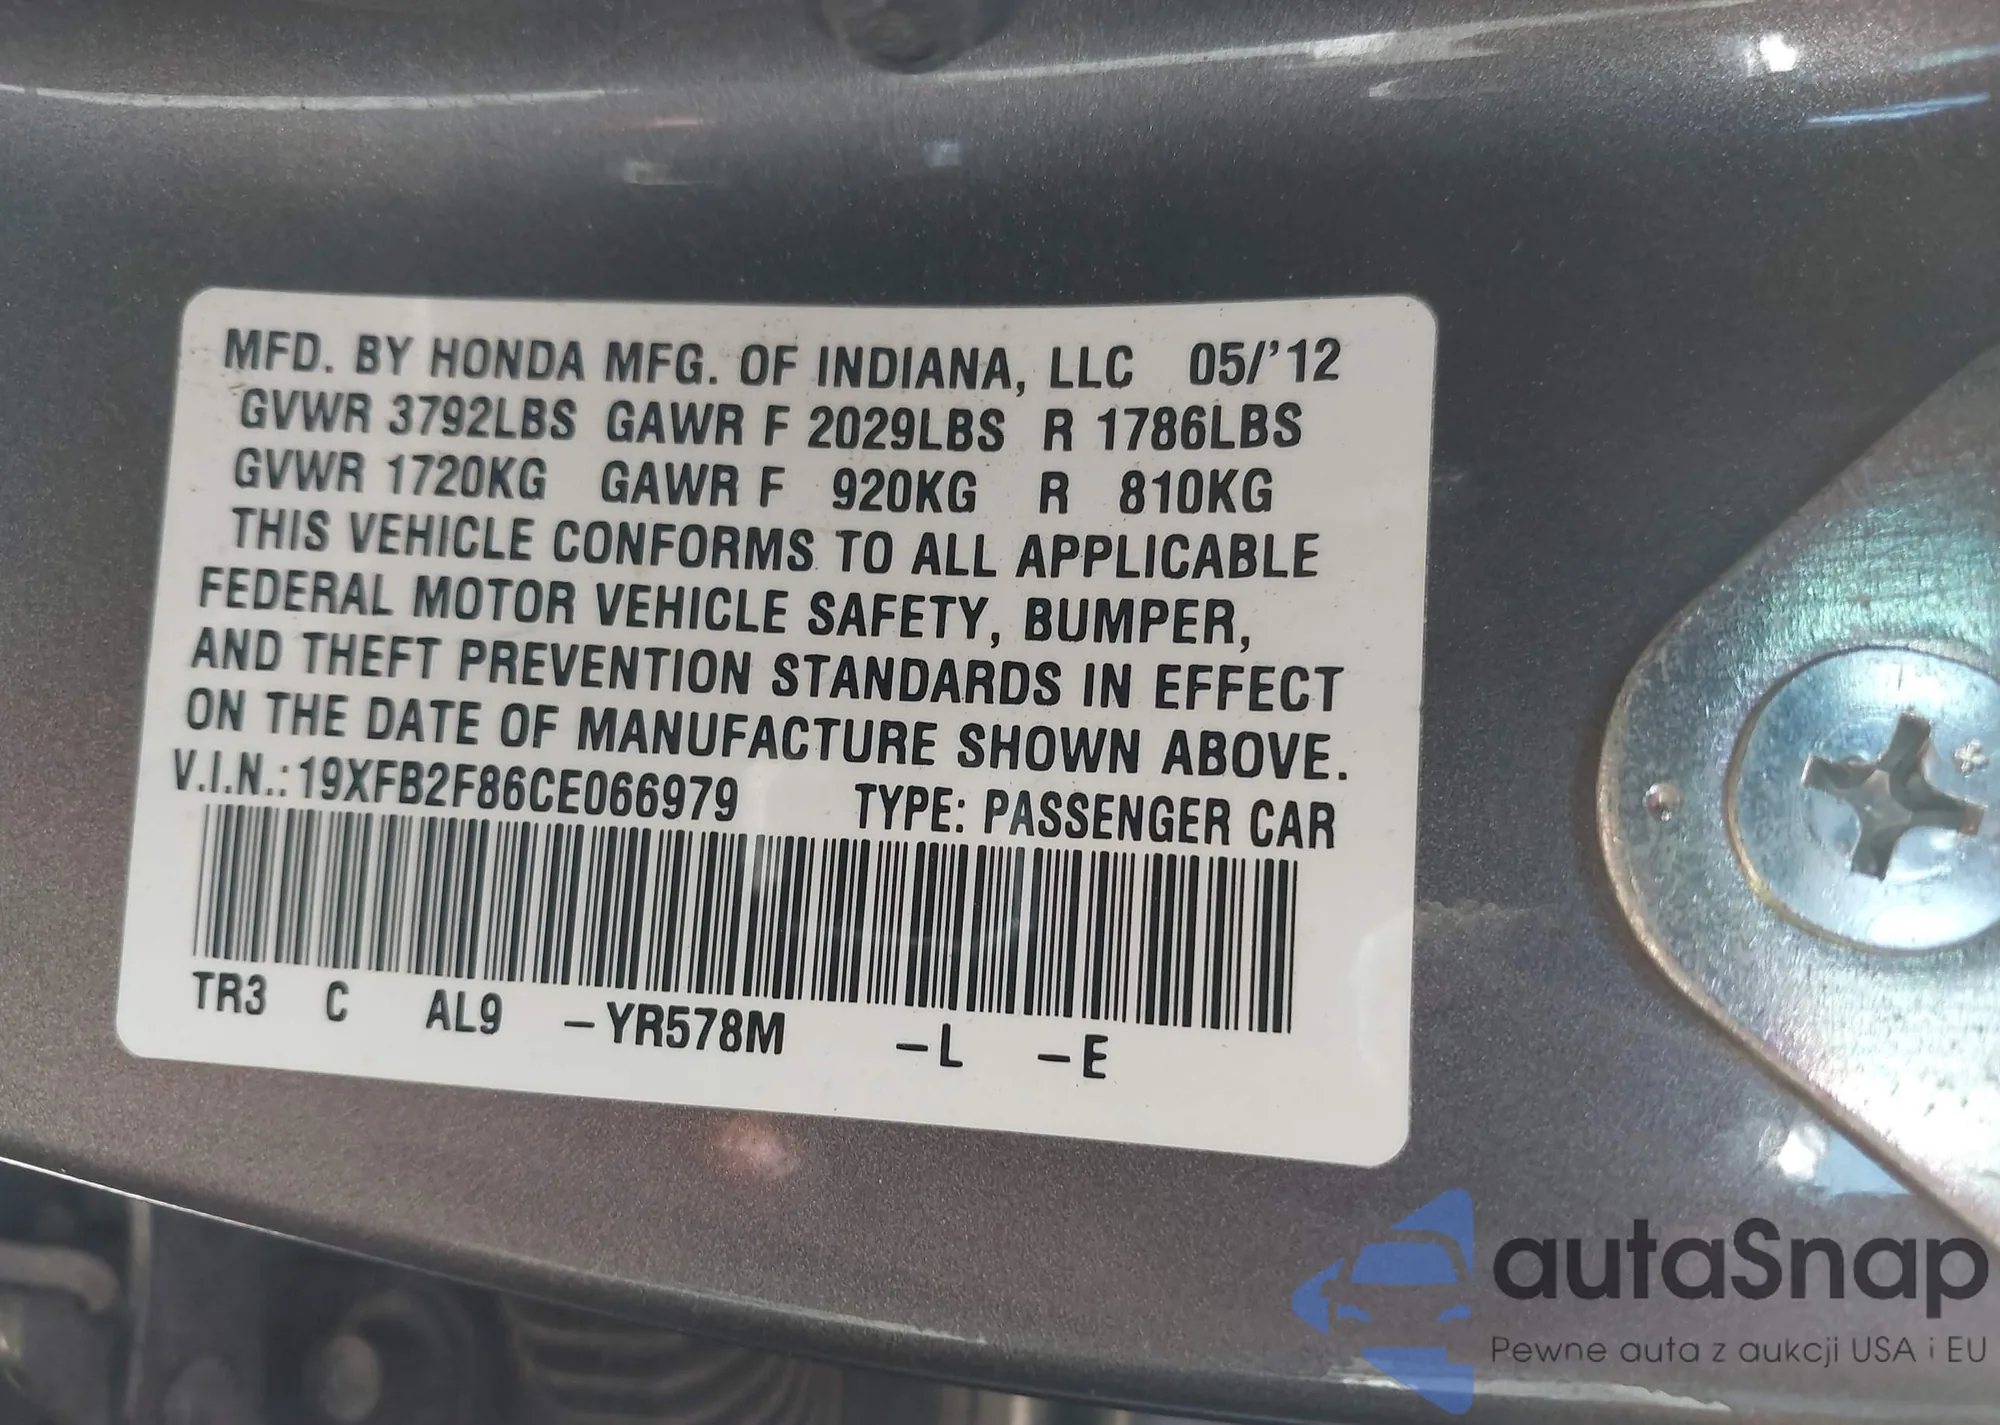 MFD. BY HONDA MFG. OF INDIANA, LLC 05/'12
GVWR 3792LBS GAWR F 2029LBS R 1786LBS
GVWR 1720KG GAWR F 920KG R 810KG
THIS VEHICLE CONFORMS TO ALL APPLICABLE
FEDERAL MOTOR VEHICLE SAFETY, BUMPER,
AND THEFT PREVENTION STANDARDS IN EFFECT
ON THE DATE OF MANUFACTURE SHOWN ABOVE.
V.I.N.: 19XFB2F86CE066979 TYPE: PASSENGER CAR
TR3 C AL9 –YR578M –L –E
autaSnap
Pewne auta z aukcji USA i EU